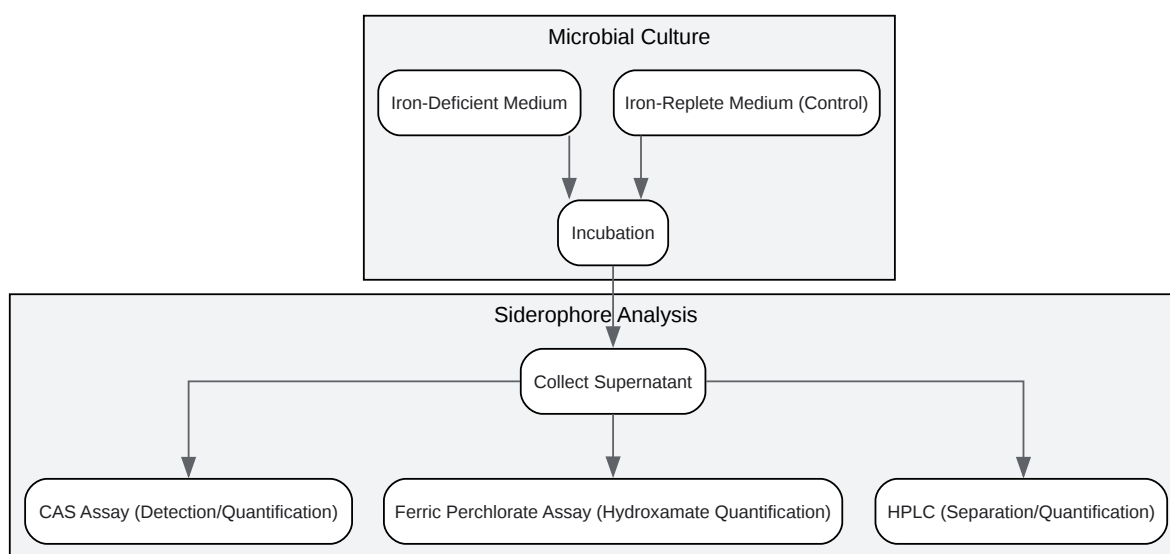 Microbial Culture
Iron-Deficient Medium
Iron-Replete Medium (Control)
Incubation
Siderophore Analysis
Collect Supernatant
CAS Assay (Detection/Quantification)
Ferric Perchlorate Assay (Hydroxamate Quantification)
HPLC (Separation/Quantification)